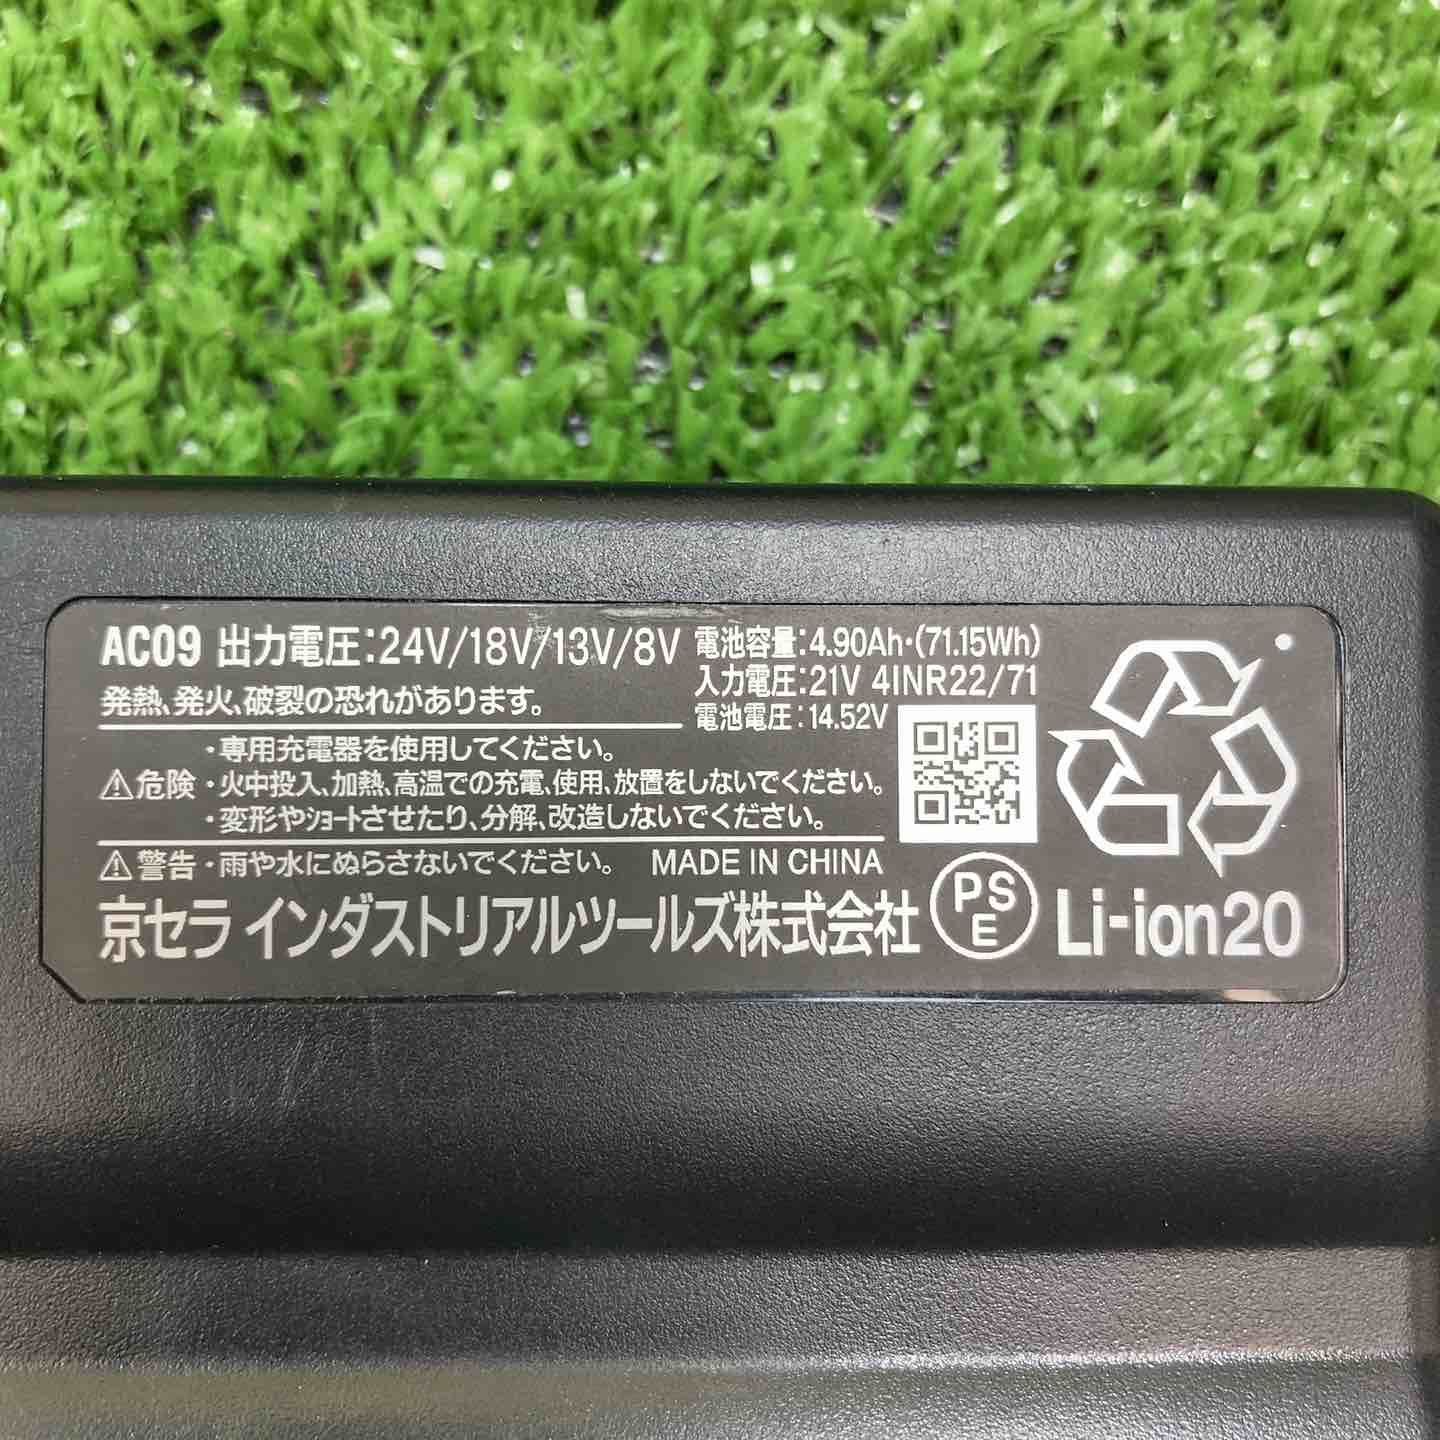 AC09 出力電圧:24V/18V/13V/8V
発熱、発火、破裂の恐れがあります。
電池容量:4.90Ah・(71.15Wh)
入力電圧:21V 4INR22/71
電池電圧:14.52V
・専用充電器を使用してください。
⚠危険・火中投入、加熱、高温での充電、使用、放置をしないでください。
・変形やショートさせたり、分解、改造しないでください。
⚠警告・雨や水にぬらさないでください。 MADE IN CHINA
京セラ インダストリアルツールズ株式会社
PSE
Li-ion20